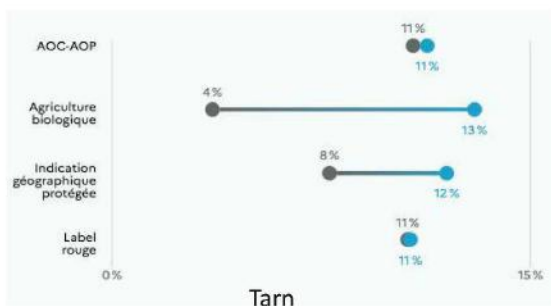 11 %
AOC-AOP
11 %
4 %
Agriculture
biologique
13 %
8 %
Indication
géographique
protégée
12 %
11 %
Label
rouge
11 %
0 %
15 %
Tarn